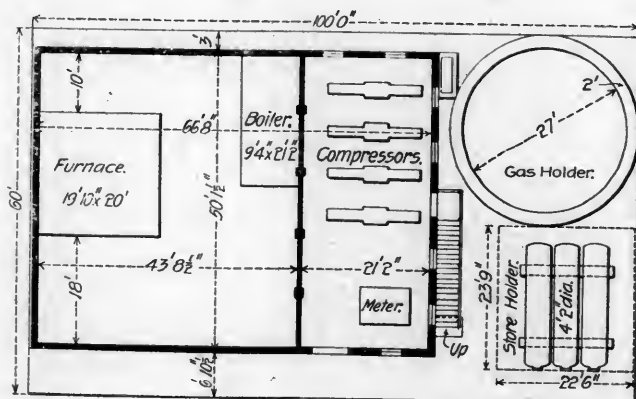 100'0"
3'
10'
66'8"
Boiler.
9'4"x21'2"
Compressors.
2'
27'
Gas Holder.
Furnace.
19'10"x20'
60'
50'1½"
43'8½"
21'2"
18'
Meter.
Up
23'9"
Store Holder.
4'2"dia.
6'10½"
22'6"